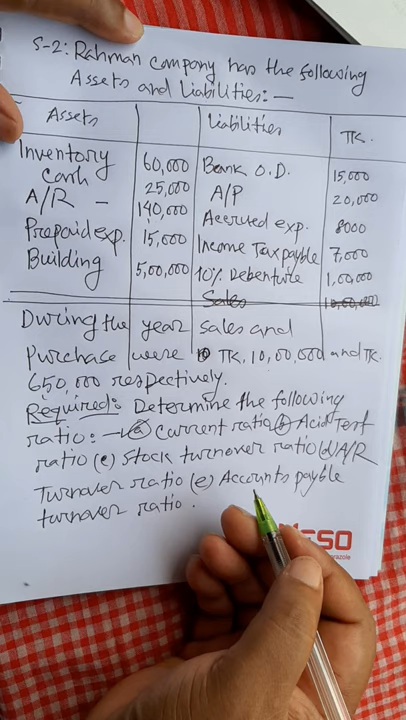 S-2: Rahman Company has the following
Assets and Liabilities:—
Assets Liabilities TK.
Inventory 60,000 Bank O.D. 15,000
Cash 25,000 A/P 20,000
A/R - 140,000 Accrued exp. 8000
Prepaid exp. 15,000 Income Tax payable 7,000
Building 5,00,000 10% Debenture 1,00,000
Sales 10,00,000
During the year sales and
Purchase were TK, 10,00,000 and TK.
650,000 respectively.
Required: Determine the following
ratio: — (a) Current ratio (b) Acid Test
ratio (c) Stock turnover ratio (d) A/R
Turnover ratio (e) Accounts payable
turnover ratio.